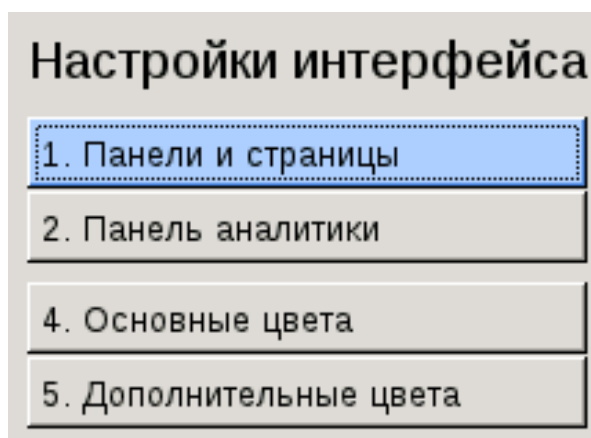 Настройки интерфейса
1. Панели и страницы
2. Панель аналитики
4. Основные цвета
5. Дополнительные цвета